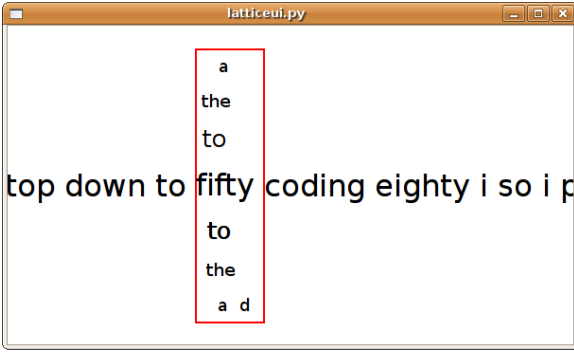 latticeui.py
a
the
to
top down to fifty coding eighty i so i
to
the
a d